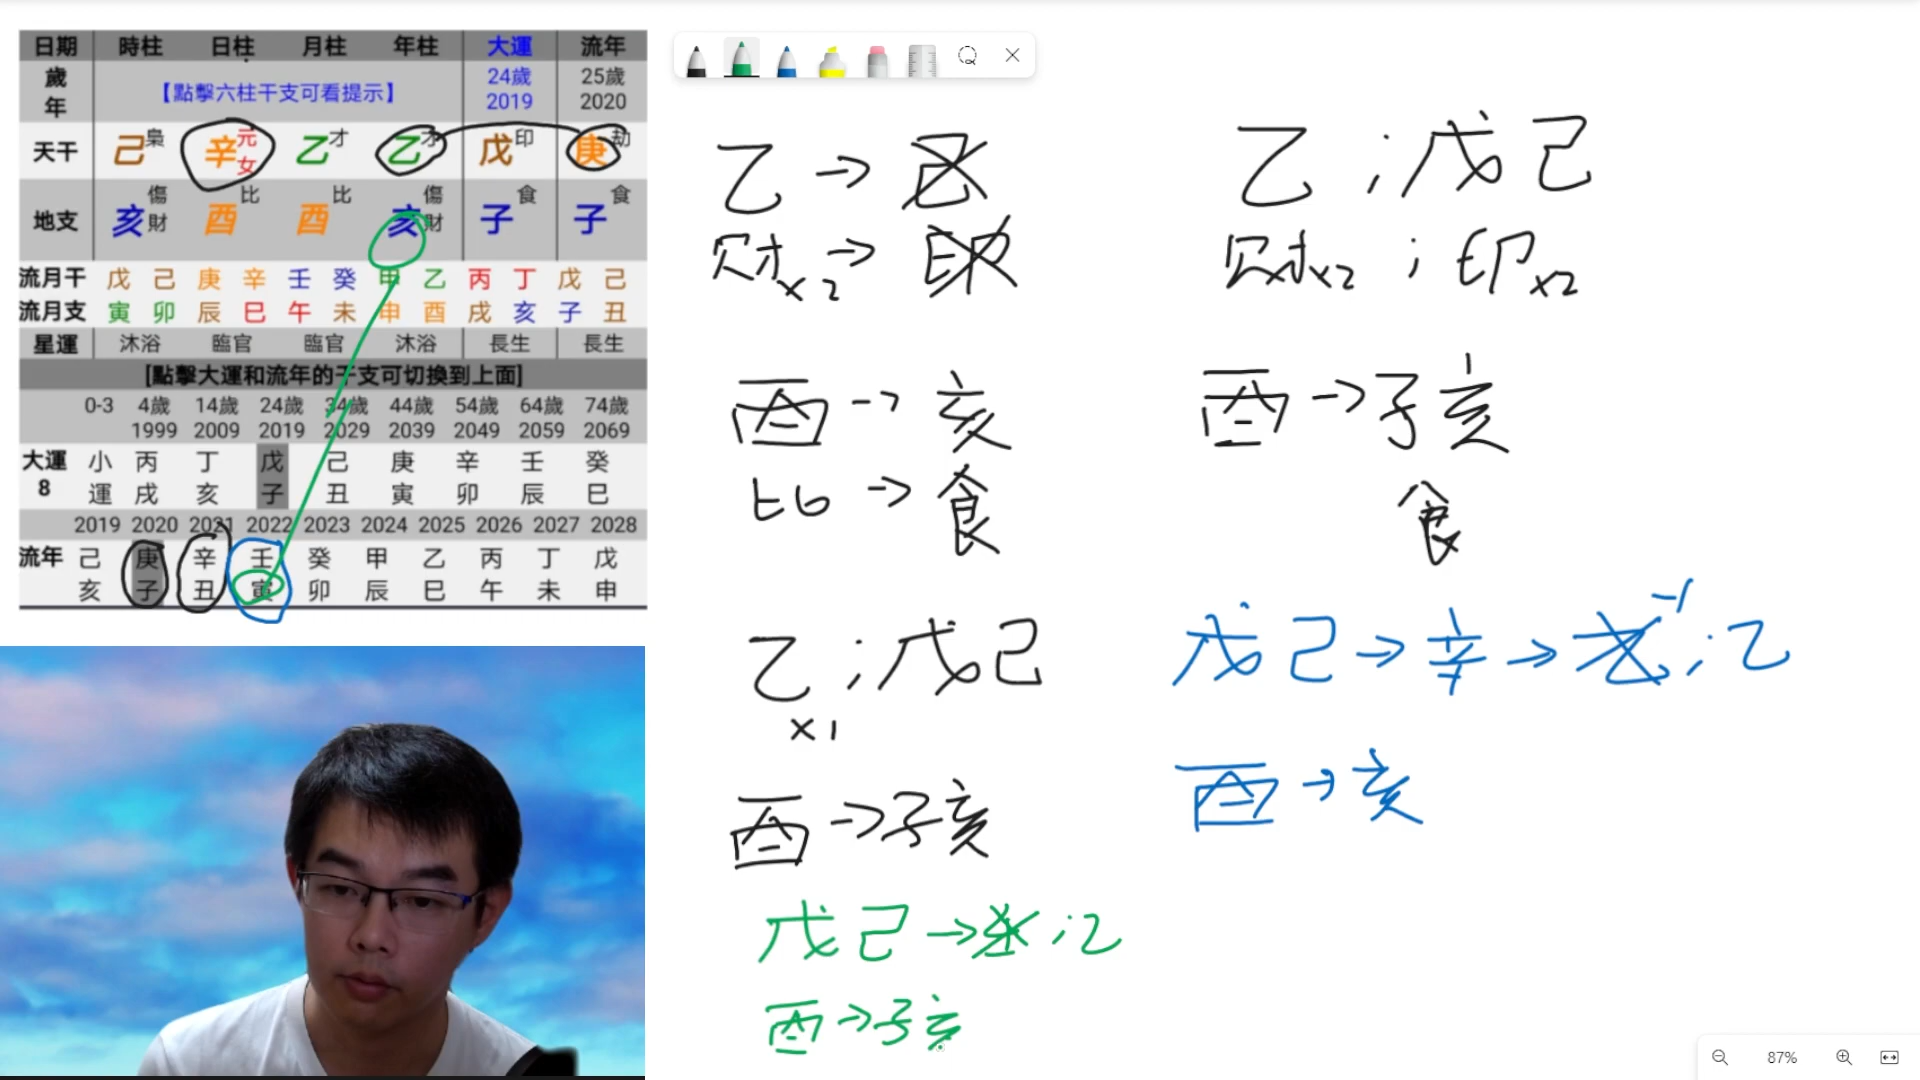 日期 時柱 日柱 月柱 年柱 大運 流年
歲年 【點擊六柱干支可看提示】 24歲 2019 25歲 2020
天干 己 梟 辛 元女 乙 才 乙 才 戊 印 庚 劫
地支 亥 傷財 酉 比 酉 比 亥 傷財 子 食 子 食
流月干 戊 己 庚 辛 壬 癸 甲 乙 丙 丁 戊 己
流月支 寅 卯 辰 巳 午 未 申 酉 戌 亥 子 丑
星運 沐浴 臨官 臨官 沐浴 長生 長生
[點擊大運和流年的干支可切換到上面]
0-3 4歲 14歲 24歲 34歲 44歲 54歲 64歲 74歲
1999 2009 2019 2029 2039 2049 2059 2069
大運 小 丙 丁 戊 己 庚 辛 壬 癸
8 運 戌 亥 子 丑 寅 卯 辰 巳
2019 2020 2021 2022 2023 2024 2025 2026 2027 2028
流年 己 庚 辛 壬 癸 甲 乙 丙 丁 戊
亥 子 丑 寅 卯 辰 巳 午 未 申
乙 → 己
财x2 → 印
酉 → 亥
比 → 食
乙 ; 戊己
x1
酉 → 子亥
戊己 → 辛 ; 乙
酉 → 子亥
乙 ; 戊己
财x2 ; 印x2
酉 → 子亥
食
戊己 → 辛 → ; 乙
-1
酉 → 亥
87%